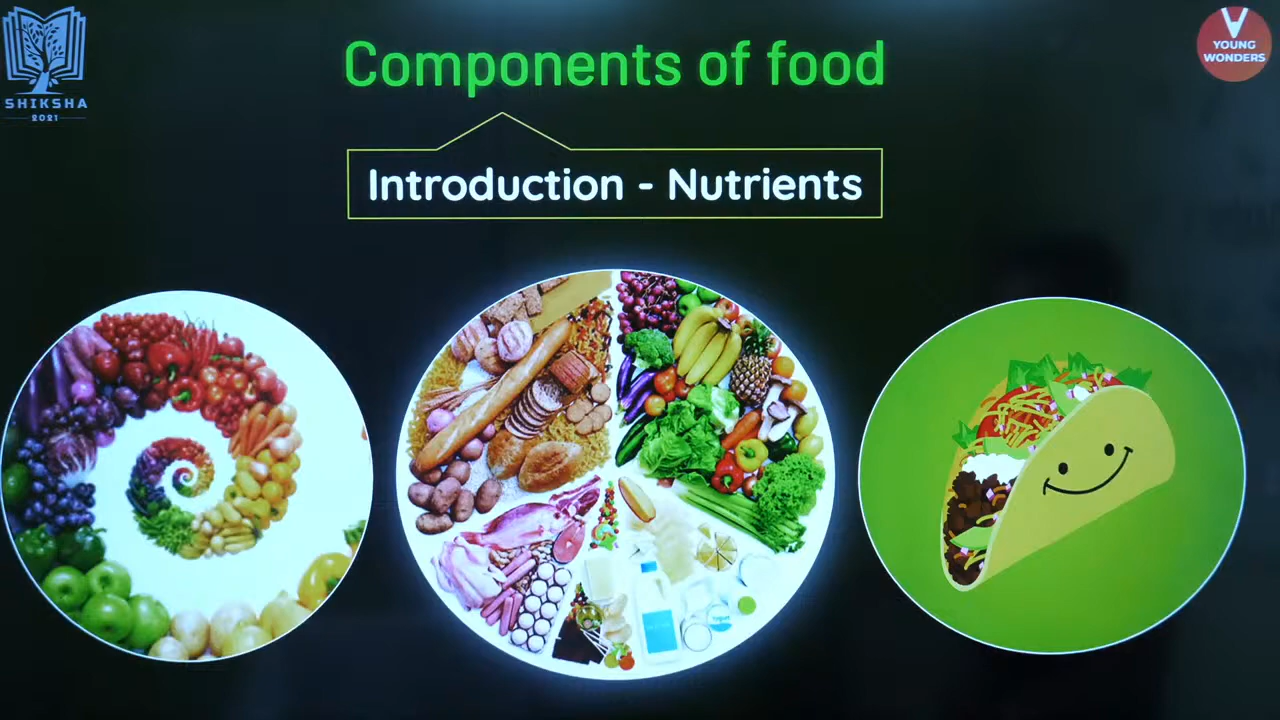 SHIKSHA
2021
Components of food
V
YOUNG
WONDERS
Introduction - Nutrients